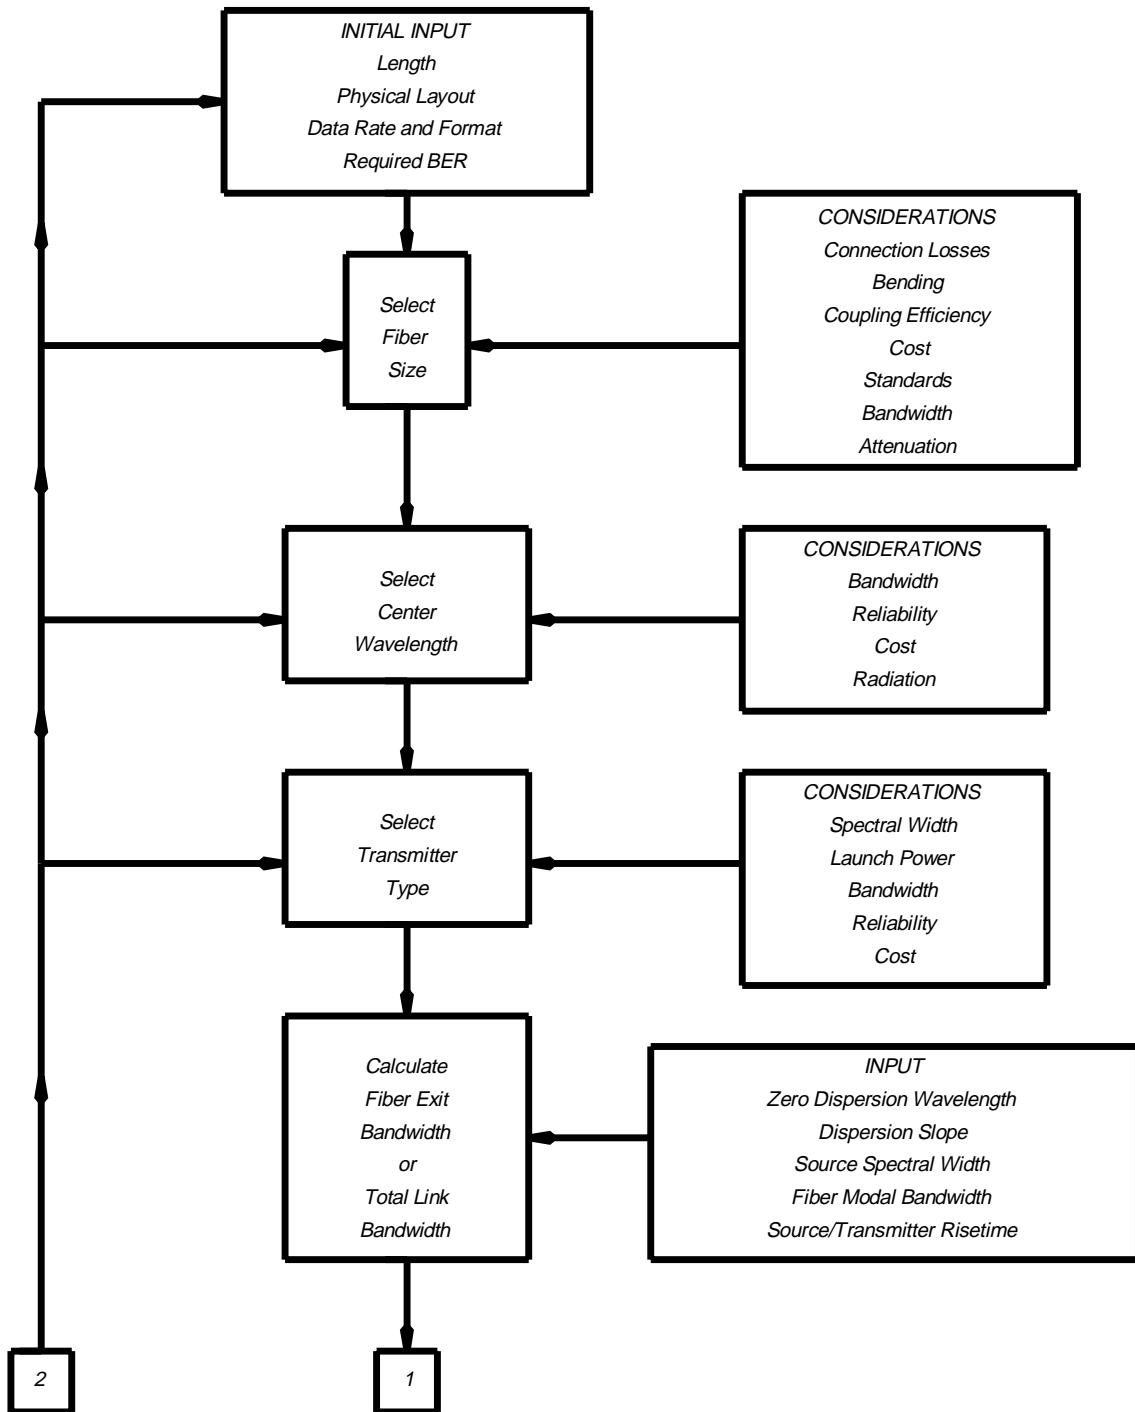 INITIAL INPUT
Length
Physical Layout
Data Rate and Format
Required BER
CONSIDERATIONS
Connection Losses
Bending
Coupling Efficiency
Cost
Standards
Bandwidth
Attenuation
Select
Fiber
Size
CONSIDERATIONS
Bandwidth
Reliability
Cost
Radiation
Select
Center
Wavelength
CONSIDERATIONS
Spectral Width
Launch Power
Bandwidth
Reliability
Cost
Select
Transmitter
Type
INPUT
Zero Dispersion Wavelength
Dispersion Slope
Source Spectral Width
Fiber Modal Bandwidth
Source/Transmitter Risetime
Calculate
Fiber Exit
Bandwidth
or
Total Link
Bandwidth
2
1